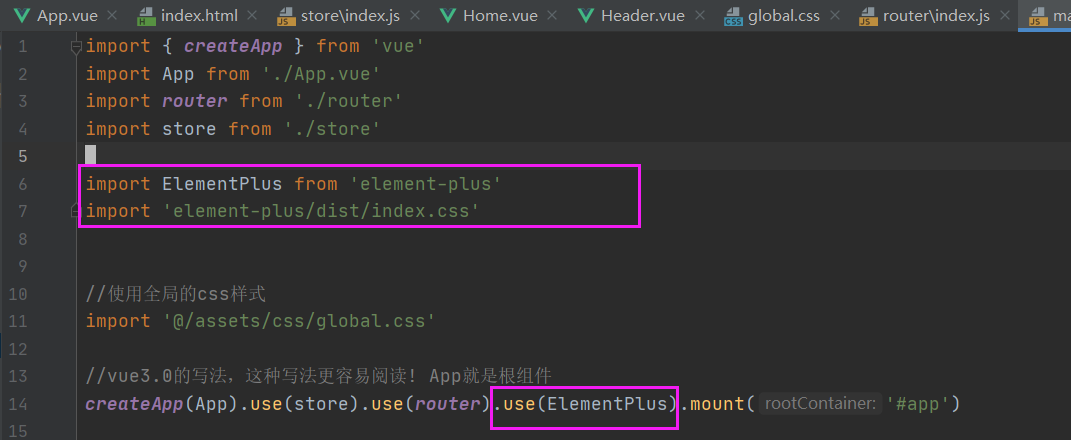 App.vue index.html store\index.js Home.vue Header.vue global.css router\index.js
1 import { createApp } from 'vue'
2 import App from './App.vue'
3 import router from './router'
4 import store from './store'
5
6 import ElementPlus from 'element-plus'
7 import 'element-plus/dist/index.css'
8
9
10 //使用全局的css样式
11 import '@/assets/css/global.css'
12
13 //vue3.0的写法，这种写法更容易阅读! App就是根组件
14 createApp(App).use(store).use(router).use(ElementPlus).mount( rootContainer: '#app')
15